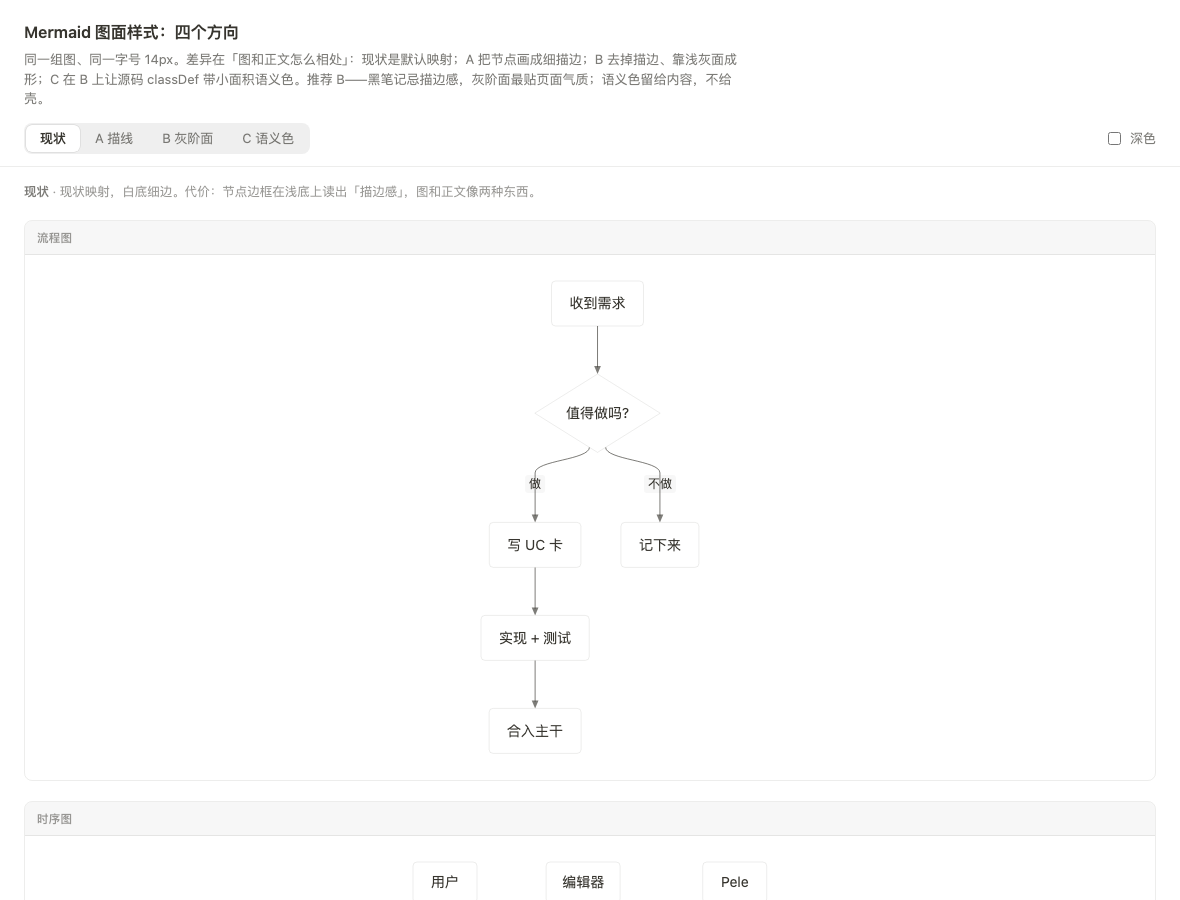 Mermaid 图面样式：四个方向
同一组图、同一字号 14px。差异在「图和正文怎么相处」：现状是默认映射；A 把节点画成细描边；B 去掉描边、靠浅灰面成
形；C 在 B 上让源码 classDef 带小面积语义色。推荐 B——黑笔记忌描边感，灰阶面最贴页面气质；语义色留给内容，不给
壳。
现状 A 描线 B 灰阶面 C 语义色 深色
现状 · 现状映射，白底细边。代价：节点边框在浅底上读出「描边感」，图和正文像两种东西。
流程图
收到需求
值得做吗?
做 不做
写 UC 卡 记下来
实现 + 测试
合入主干
时序图
用户 编辑器 Pele